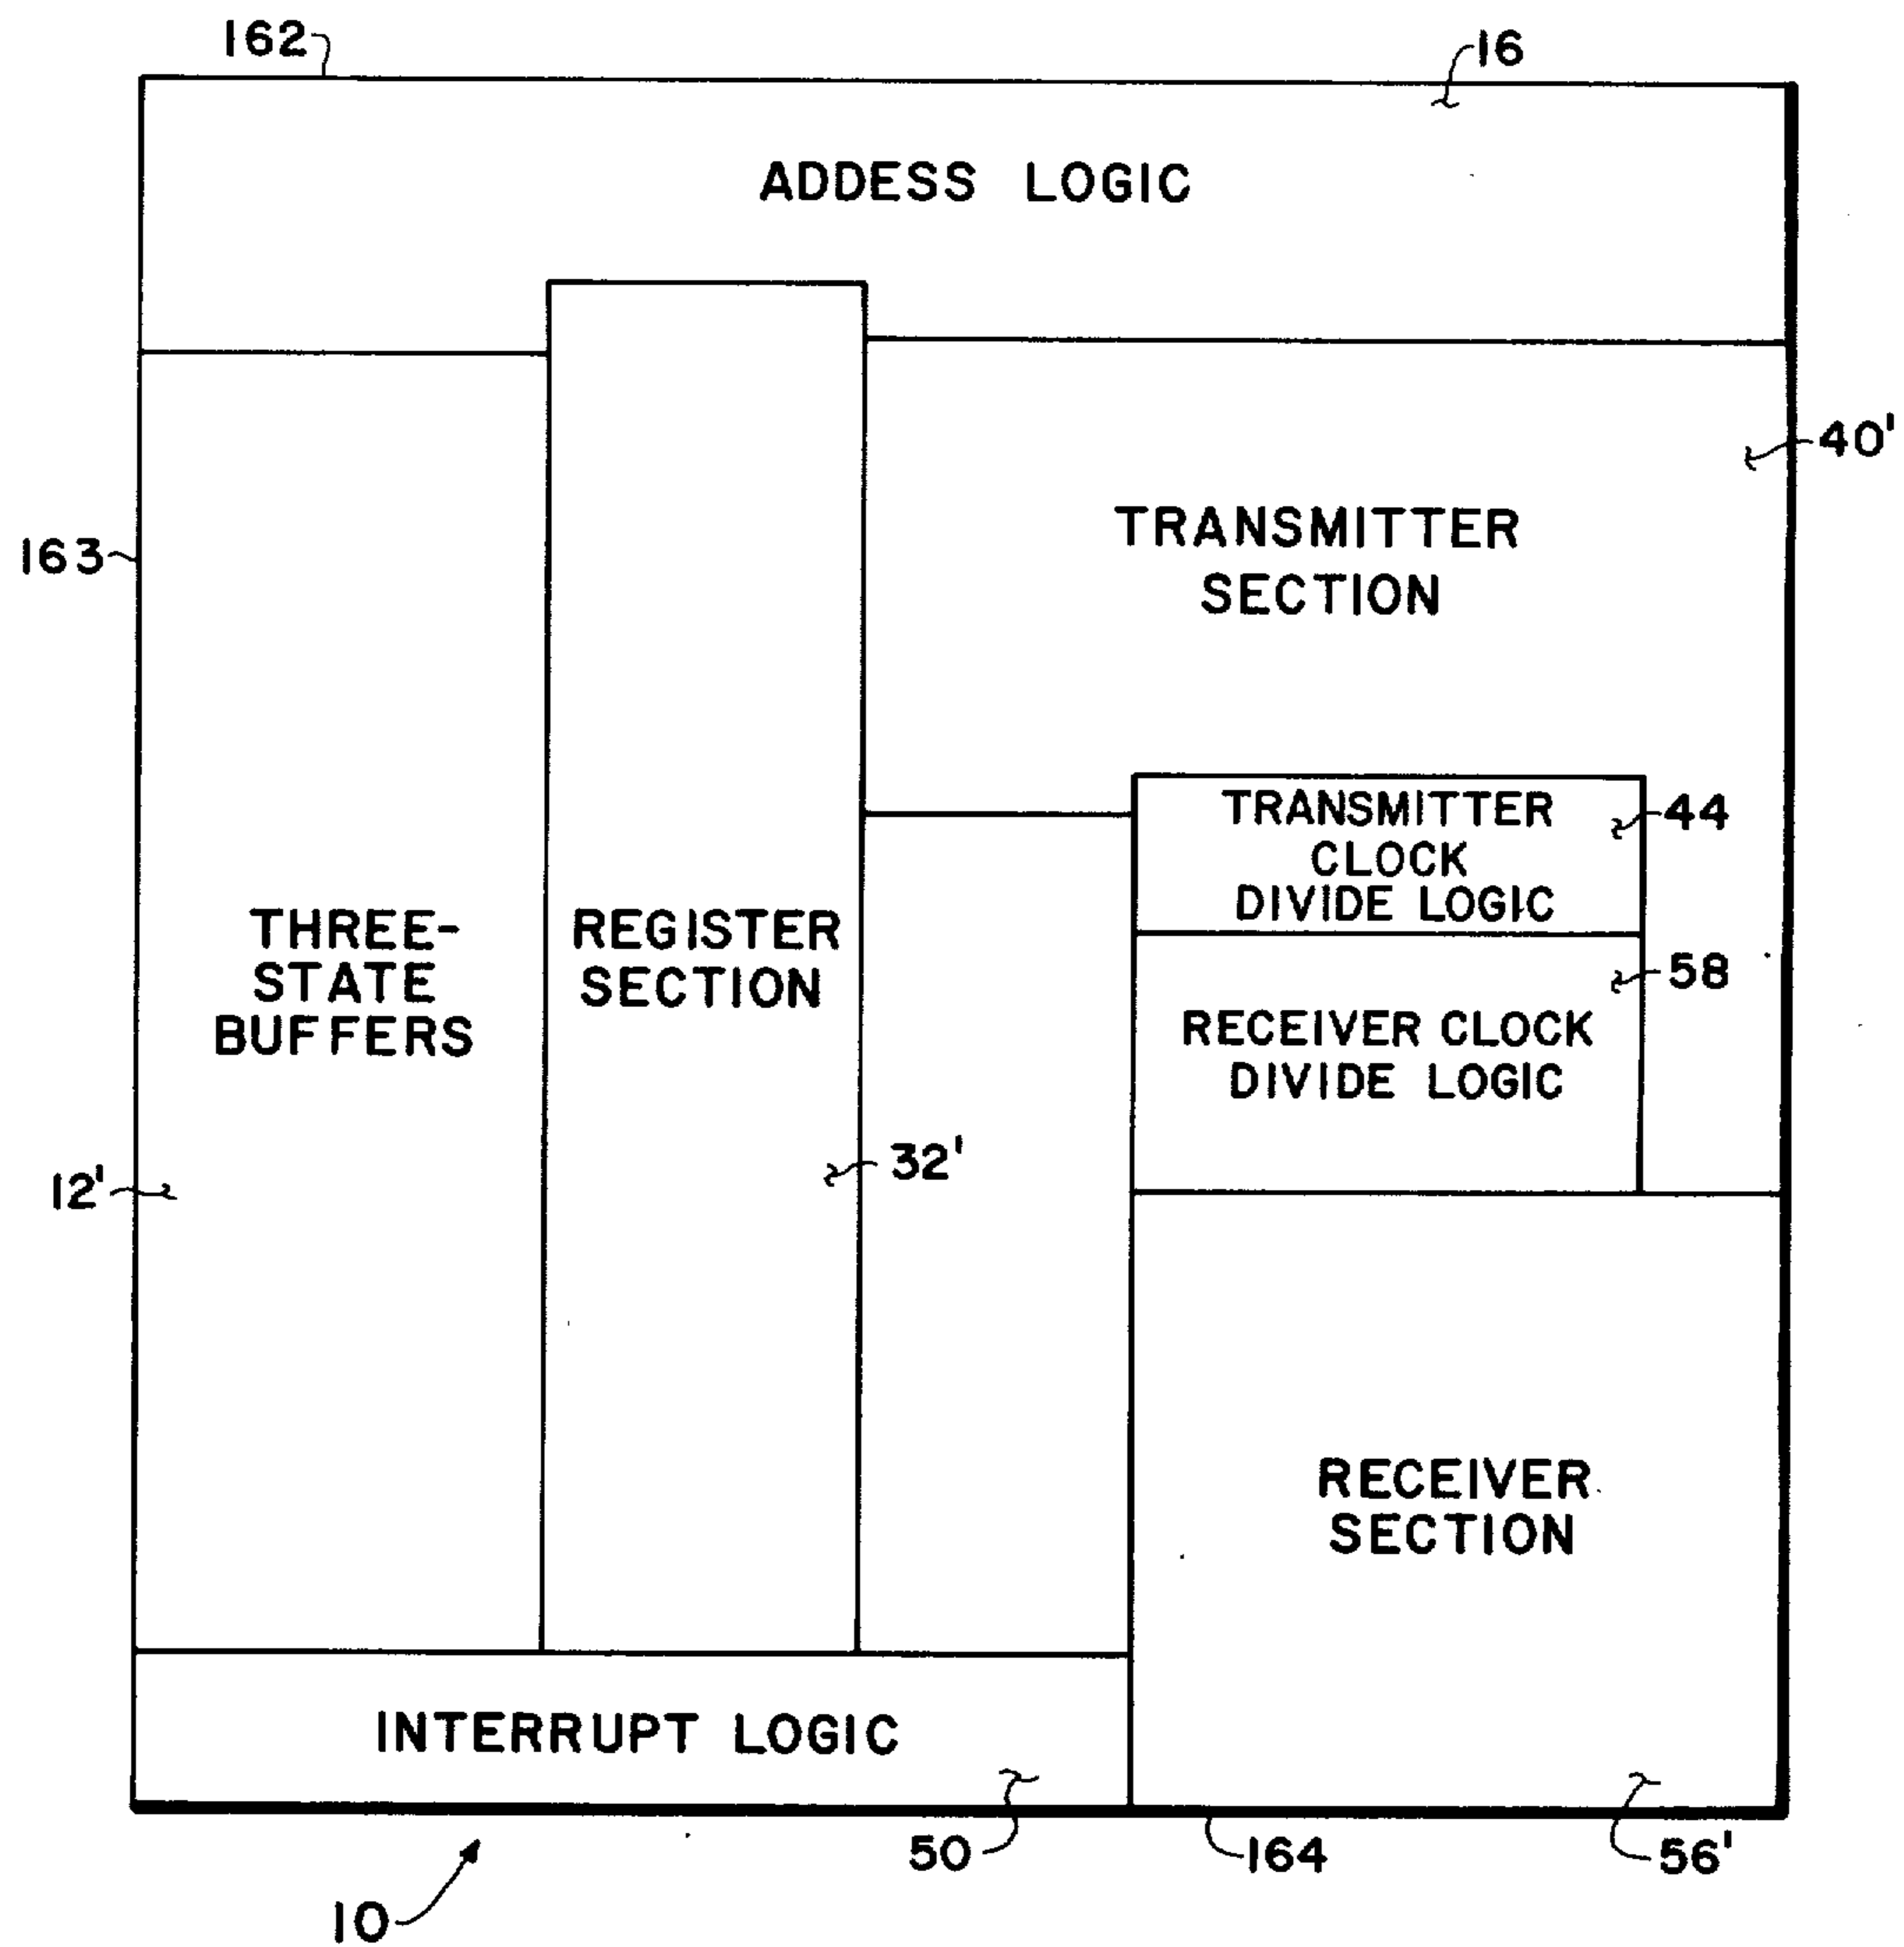 162
16
ADDESS LOGIC
40'
163
TRANSMITTER
SECTION
TRANSMITTER
CLOCK
DIVIDE LOGIC
44
THREE-
STATE
BUFFERS
REGISTER
SECTION
58
RECEIVER CLOCK
DIVIDE LOGIC
32'
12'
RECEIVER
SECTION
INTERRUPT LOGIC
50
164
56'
10